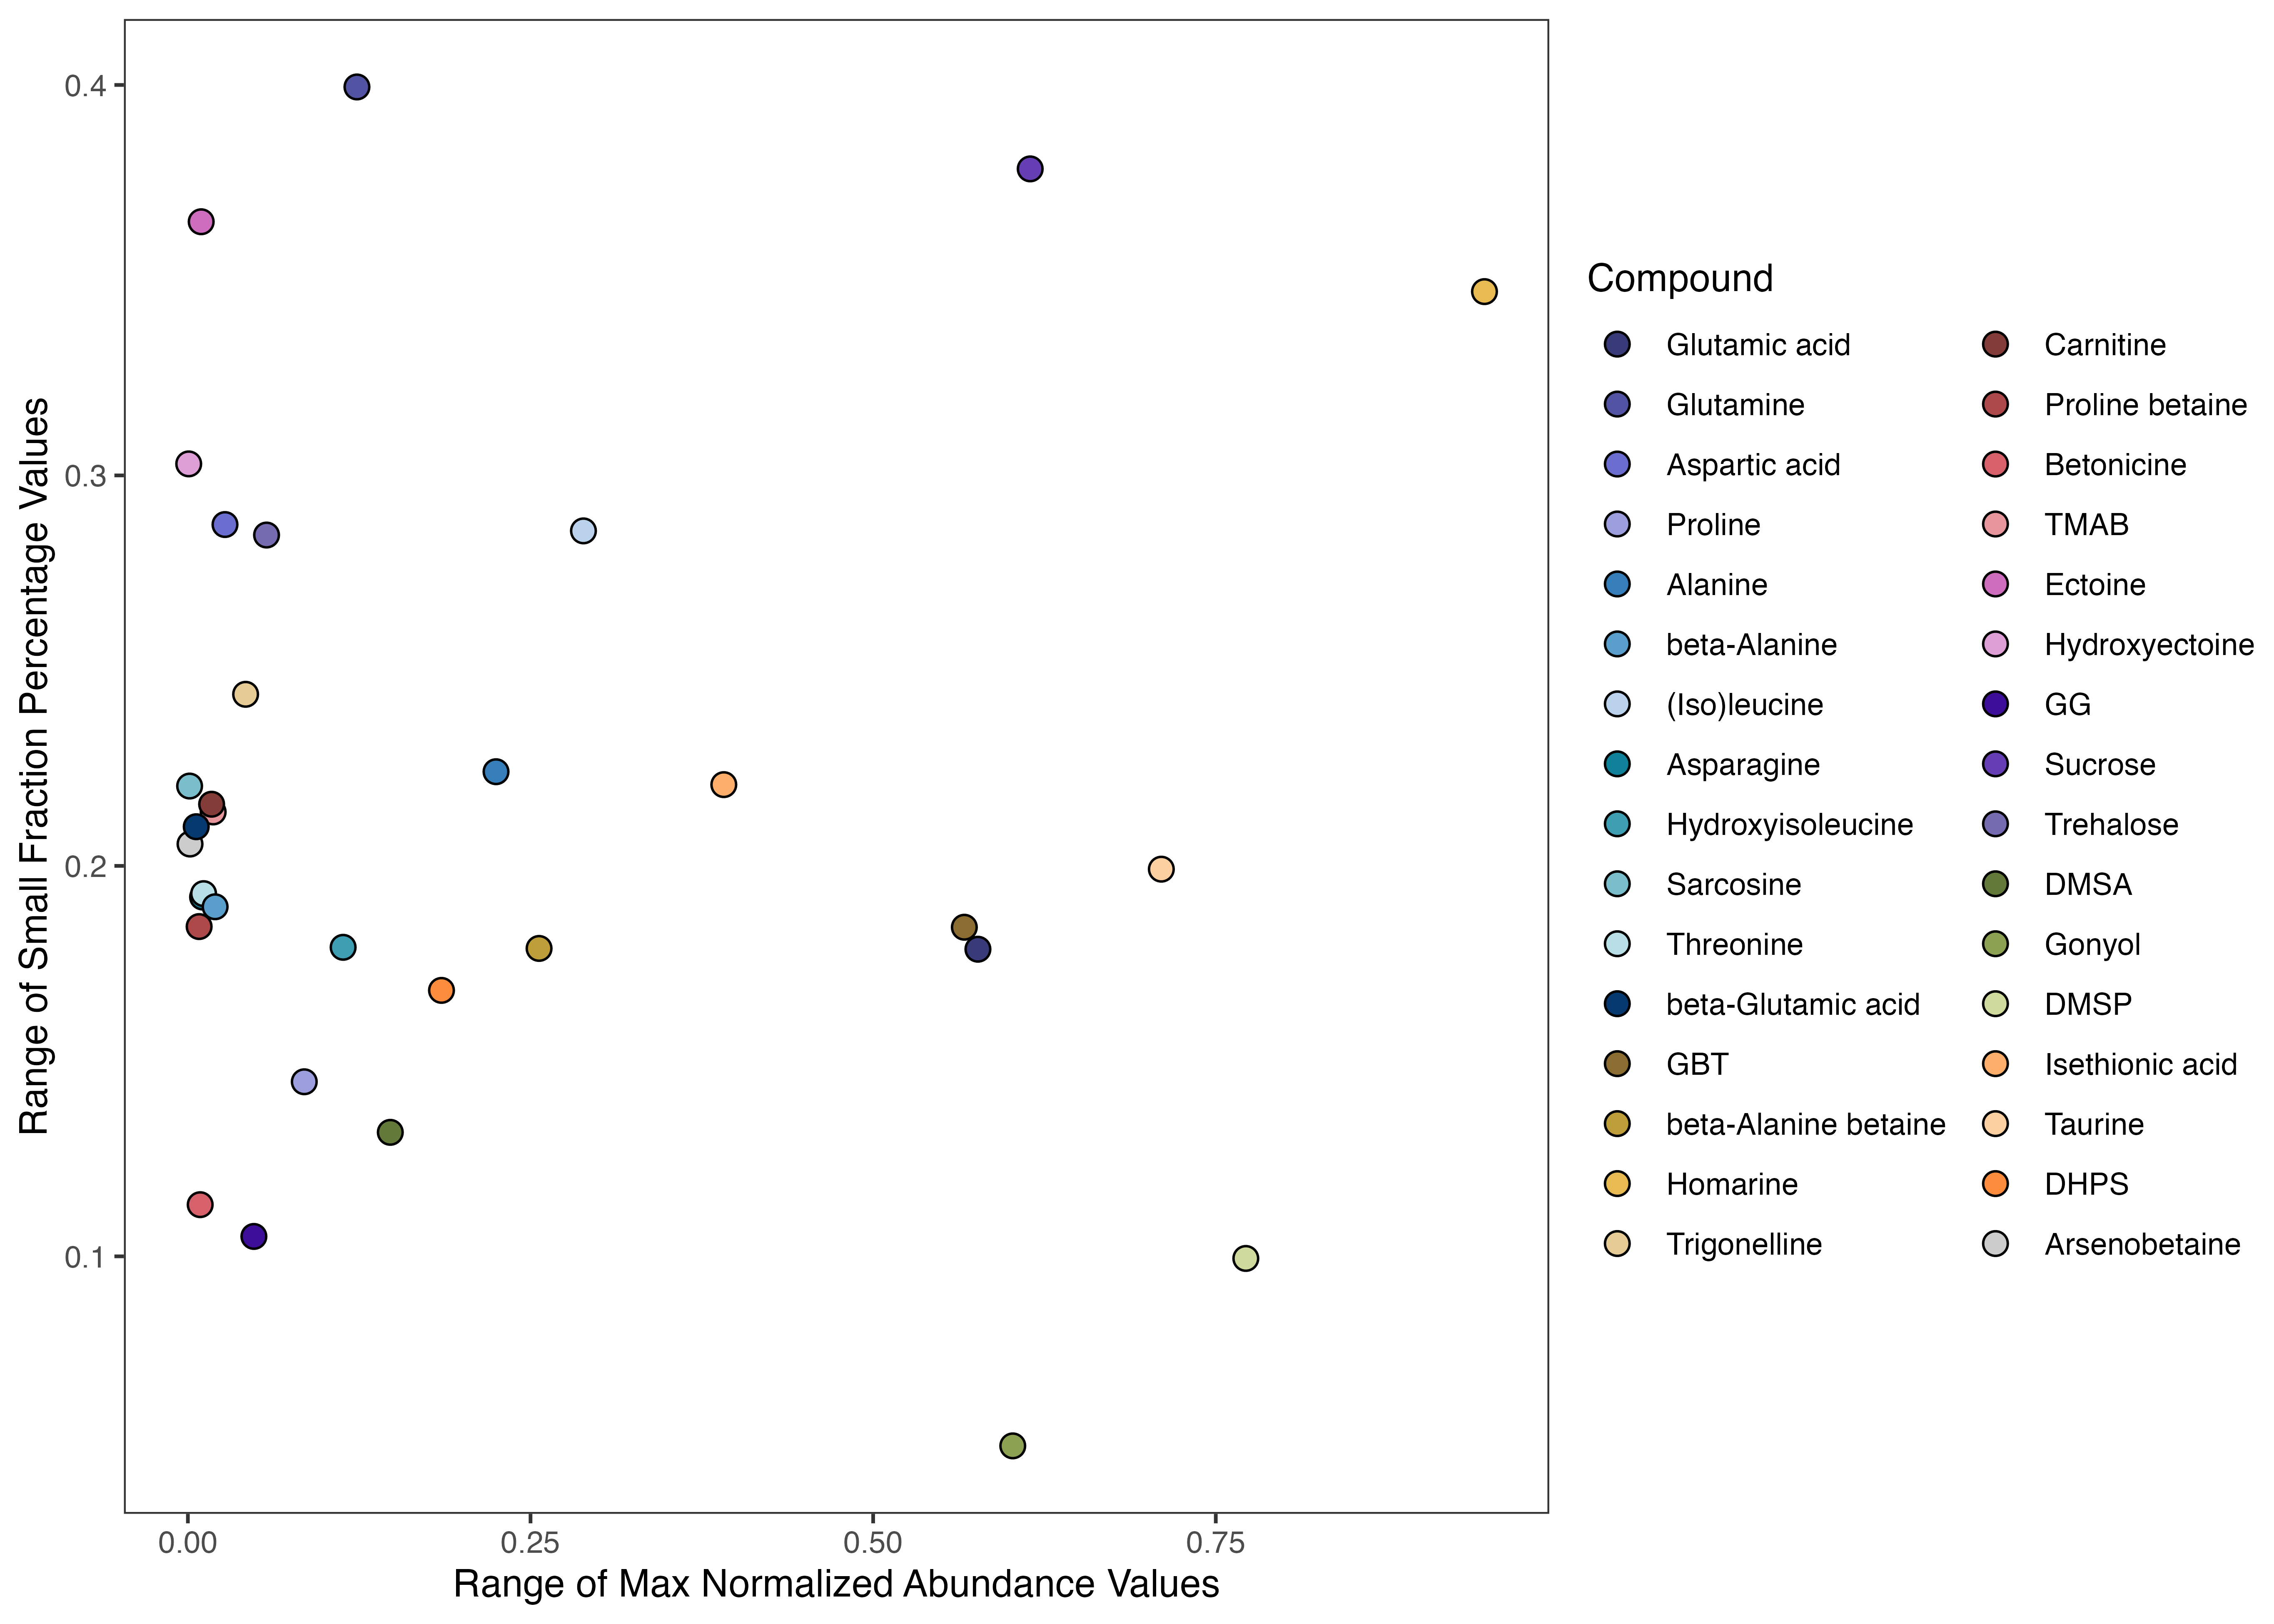 Range of Small Fraction Percentage Values
0.4
0.3
0.2
0.1
0.00
0.25
0.50
0.75
Range of Max Normalized Abundance Values
Compound
Glutamic acid
Glutamine
Aspartic acid
Proline
Alanine
beta-Alanine
(Iso)leucine
Asparagine
Hydroxyisoleucine
Sarcosine
Threonine
beta-Glutamic acid
GBT
beta-Alanine betaine
Homarine
Trigonelline
Carnitine
Proline betaine
Betonicine
TMAB
Ectoine
Hydroxyectoine
GG
Sucrose
Trehalose
DMSA
Gonyol
DMSP
Isethionic acid
Taurine
DHPS
Arsenobetaine